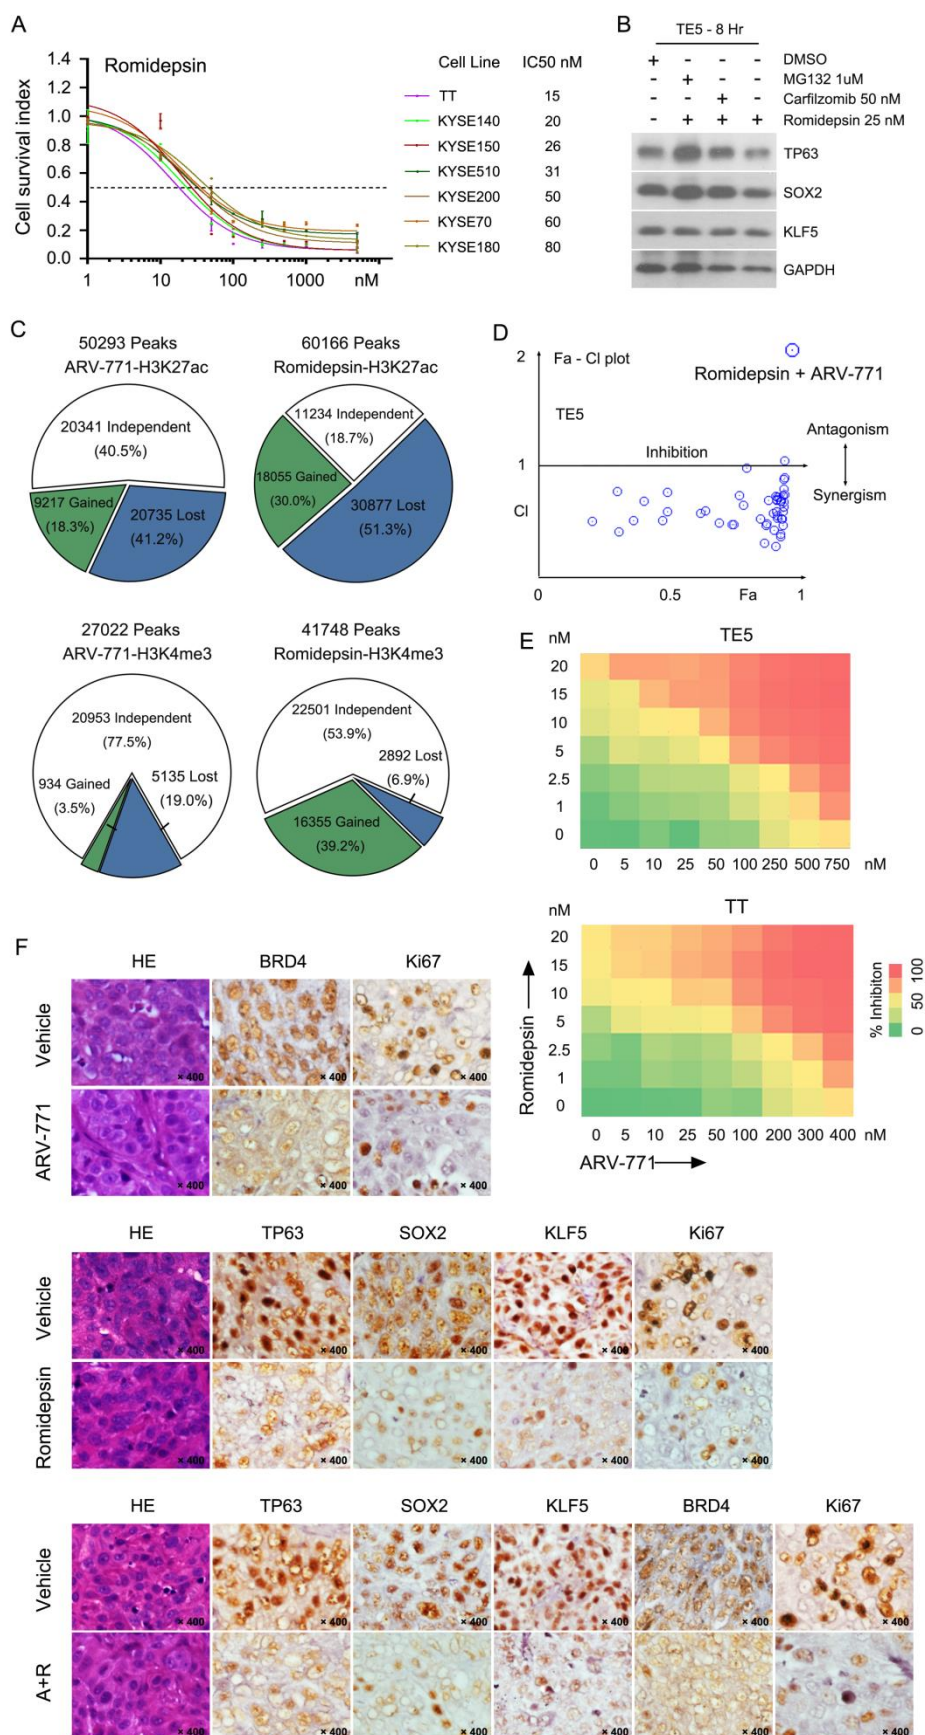 A
Romidepsin
Cell survival index
1.4
1.2
1.0
0.8
0.6
0.4
0.2
0.0
1 10 100 1000 nM
Cell Line IC50 nM
TT 15
KYSE140 20
KYSE150 26
KYSE510 31
KYSE200 50
KYSE70 60
KYSE180 80
B
TE5 - 8 Hr
+ - - - DMSO
- + - - MG132 1uM
- - + - Carfilzomib 50 nM
- + + + Romidepsin 25 nM
TP63
SOX2
KLF5
GAPDH
C
50293 Peaks
ARV-771-H3K27ac
20341 Independent
(40.5%)
9217 Gained
(18.3%)
20735 Lost
(41.2%)
60166 Peaks
Romidepsin-H3K27ac
11234 Independent
(18.7%)
18055 Gained
(30.0%)
30877 Lost
(51.3%)
27022 Peaks
ARV-771-H3K4me3
20953 Independent
(77.5%)
934 Gained
(3.5%)
5135 Lost
(19.0%)
41748 Peaks
Romidepsin-H3K4me3
22501 Independent
(53.9%)
2892 Lost
(6.9%)
16355 Gained
(39.2%)
D
2
Fa - CI plot
Romidepsin + ARV-771
TE5
Antagonism
Inhibition
1
Synergism
CI
0 0.5 Fa 1
E
TE5
nM
20
15
10
5
2.5
1
0
0 5 10 25 50 100 250 500 750 nM
TT
nM
20
15
10
5
2.5
1
0
0 5 10 25 50 100 200 300 400 nM
Romidepsin
ARV-771
% Inhibiton
100
50
0
F
HE BRD4 Ki67
Vehicle
× 400 × 400 × 400
ARV-771
× 400 × 400 × 400
HE TP63 SOX2 KLF5 Ki67
Vehicle
× 400 × 400 × 400 × 400 × 400
Romidepsin
× 400 × 400 × 400 × 400 × 400
HE TP63 SOX2 KLF5 BRD4 Ki67
Vehicle
× 400 × 400 × 400 × 400 × 400 × 400
A+R
× 400 × 400 × 400 × 400 × 400 × 400